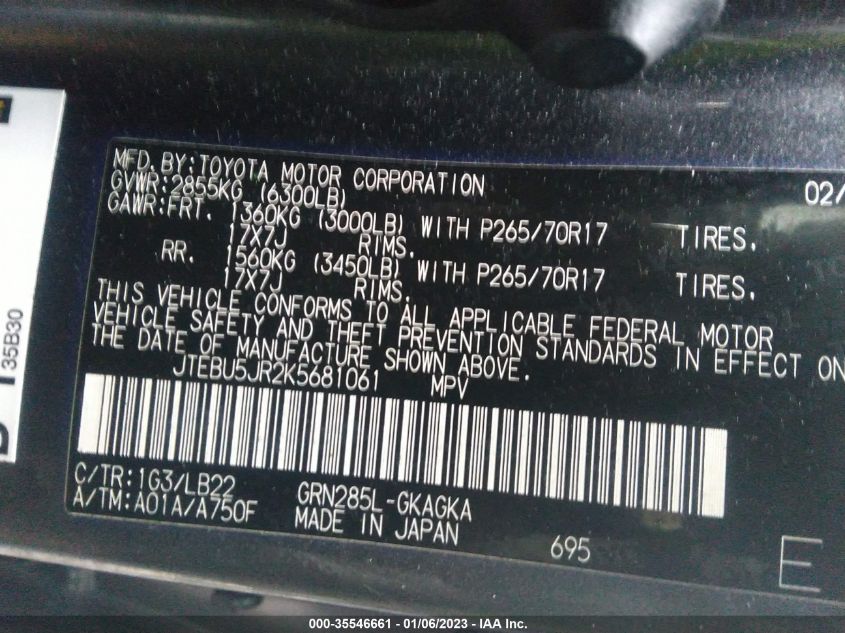 MFD. BY: TOYOTA MOTOR CORPORATION 02/
GVWR: 2855KG (6300LB)
GAWR: FRT. 1360KG (3000LB) WITH P265/70R17 TIRES.
17X7J RIMS.
RR. 1560KG (3450LB) WITH P265/70R17 TIRES.
17X7J RIMS.
THIS VEHICLE CONFORMS TO ALL APPLICABLE FEDERAL MOTOR
VEHICLE SAFETY AND THEFT PREVENTION STANDARDS IN EFFECT ON
THE DATE OF MANUFACTURE SHOWN ABOVE.
JTEBU5JR2K5681061 MPV
C/TR: 1G3/LB22 GRN285L-GKAGKA
A/TM: A01A/A750F MADE IN JAPAN
695
E
35B30
000-35546661 - 01/06/2023 - IAA Inc.